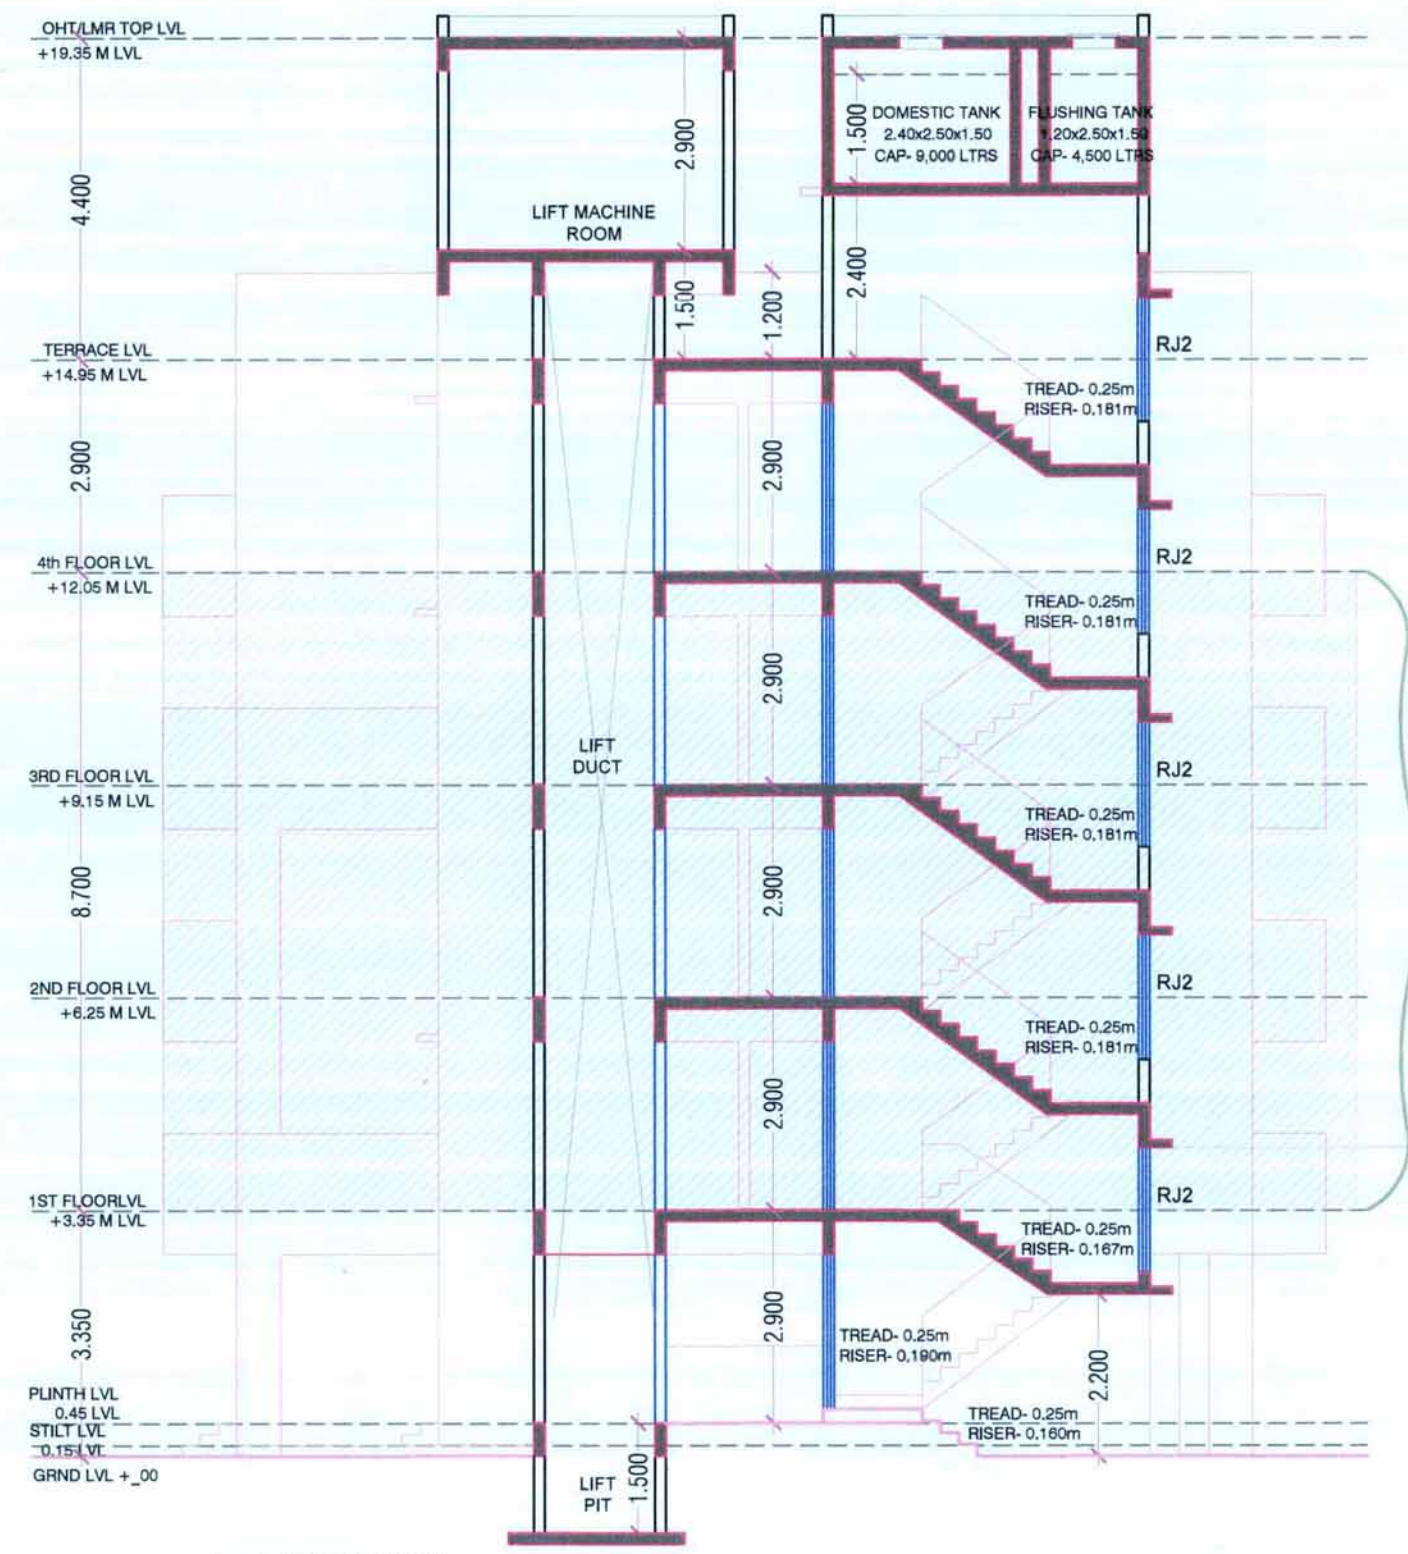 OHT/LMR TOP LVL
+19.35 M LVL
2.900
1.500
DOMESTIC TANK
2.40x2.50x1.50
CAP- 9,000 LTRS
FLUSHING TANK
1.20x2.50x1.50
CAP- 4,500 LTRS
4.400
LIFT MACHINE
ROOM
1.500
1.200
2.400
TERRACE LVL
+14.95 M LVL
RJ2
TREAD- 0.25m
RISER- 0.181m
2.900
2.900
4th FLOOR LVL
+12.05 M LVL
RJ2
TREAD- 0.25m
RISER- 0.181m
2.900
LIFT
DUCT
3RD FLOOR LVL
+9.15 M LVL
RJ2
TREAD- 0.25m
RISER- 0.181m
8.700
2.900
2ND FLOOR LVL
+6.25 M LVL
RJ2
TREAD- 0.25m
RISER- 0.181m
2.900
1ST FLOORLVL
+3.35 M LVL
RJ2
TREAD- 0.25m
RISER- 0.167m
3.350
2.900
TREAD- 0.25m
RISER- 0.190m
2.200
PLINTH LVL
0.45 LVL
STILT LVL
0.15 LVL
TREAD- 0.25m
RISER- 0.160m
GRND LVL +_00
LIFT
PIT
1.500